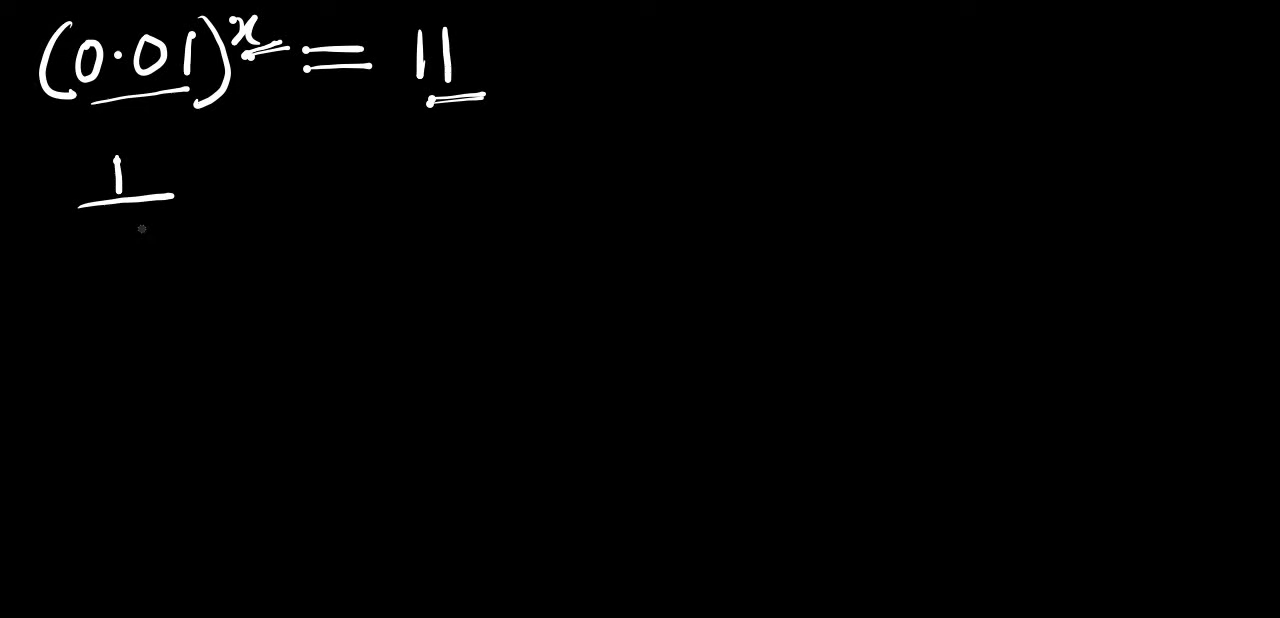 (0.01)^x = 11
1